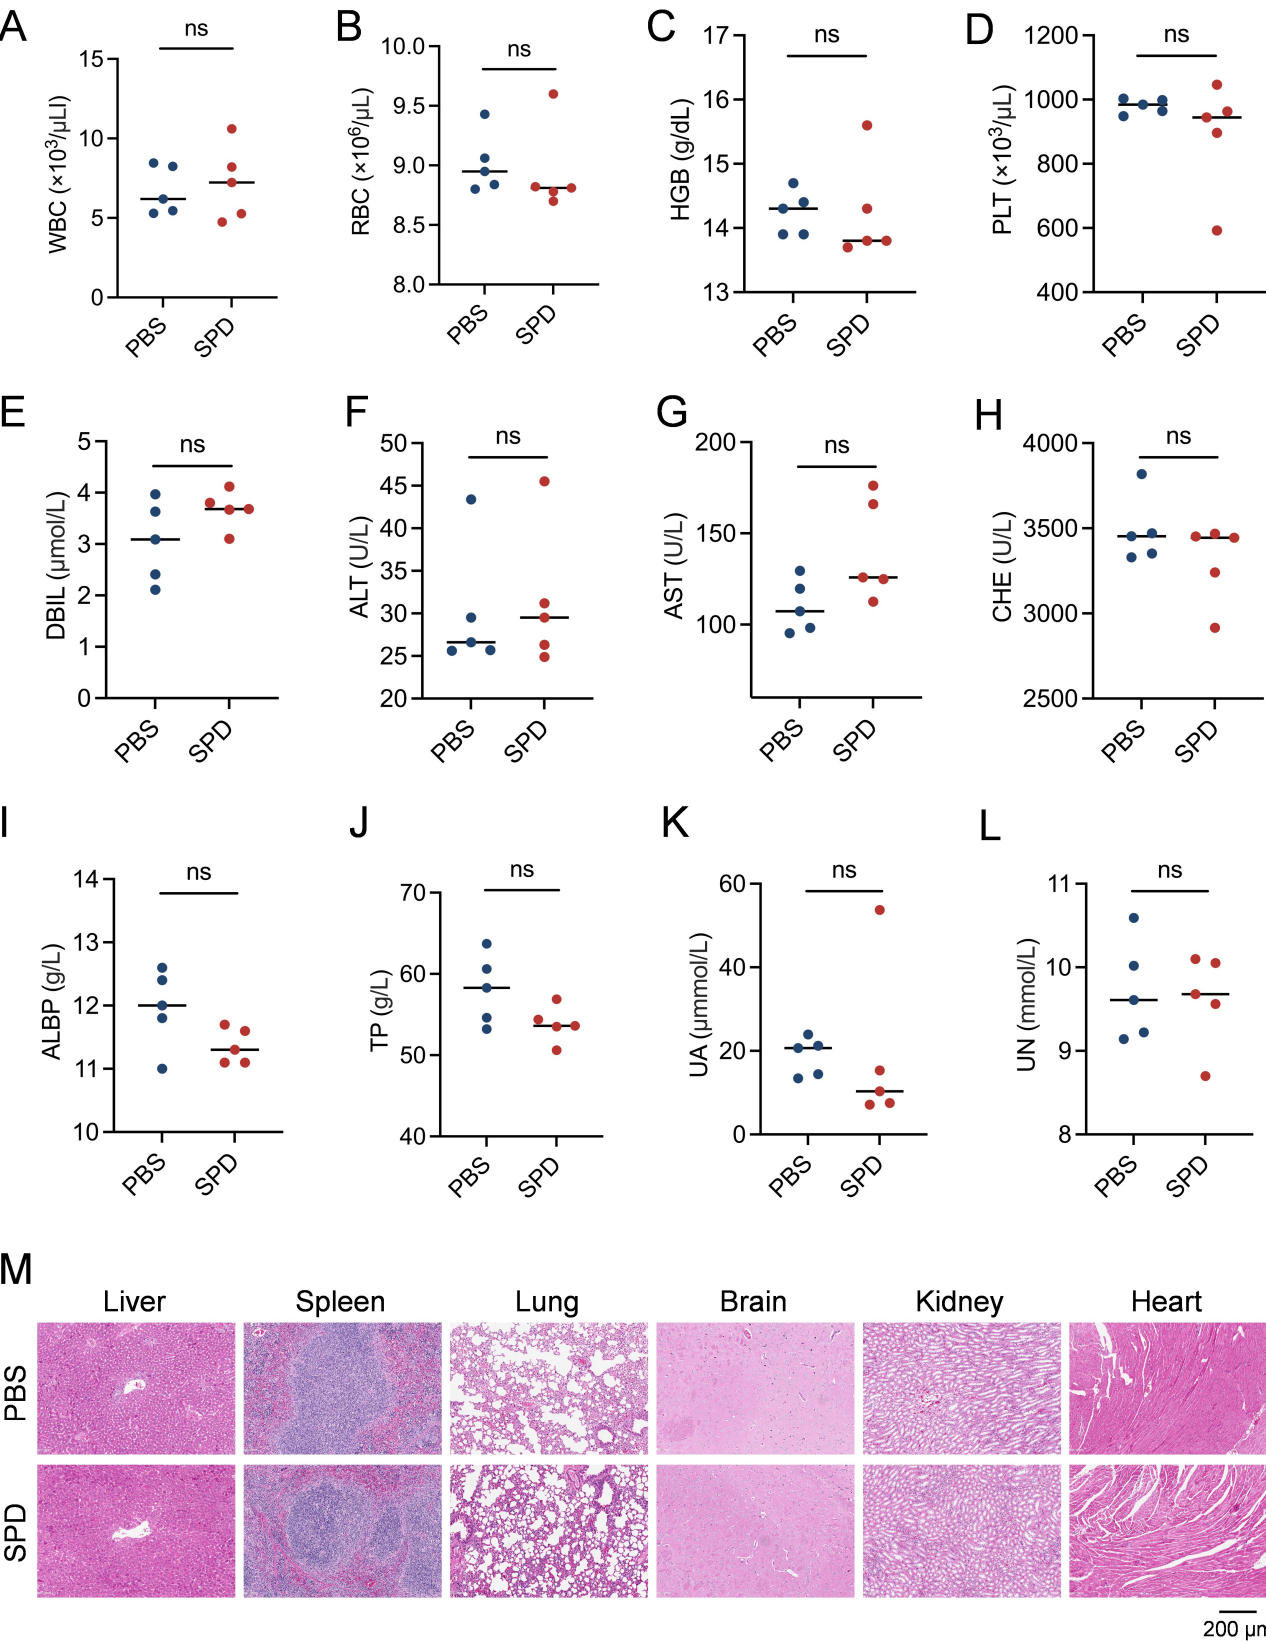 A
B
C
D
ns
ns
ns
ns
WBC (×10³/μLI)
15
10
5
0
PBS
SPD
RBC (×10⁶/μL)
10.0
9.5
9.0
8.5
8.0
PBS
SPD
HGB (g/dL)
17
16
15
14
13
PBS
SPD
PLT (×10³/μL)
1200
1000
800
600
400
PBS
SPD
E
F
G
H
ns
ns
ns
ns
DBIL (μmol/L)
5
4
3
2
1
0
PBS
SPD
ALT (U/L)
50
45
40
35
30
25
20
PBS
SPD
AST (U/L)
200
150
100
PBS
SPD
CHE (U/L)
4000
3500
3000
2500
PBS
SPD
I
J
K
L
ns
ns
ns
ns
ALBP (g/L)
14
13
12
11
10
PBS
SPD
TP (g/L)
70
60
50
40
PBS
SPD
UA (μmmol/L)
60
40
20
0
PBS
SPD
UN (mmol/L)
11
10
9
8
PBS
SPD
M
Liver Spleen Lung Brain Kidney Heart
PBS
SPD
200 μm